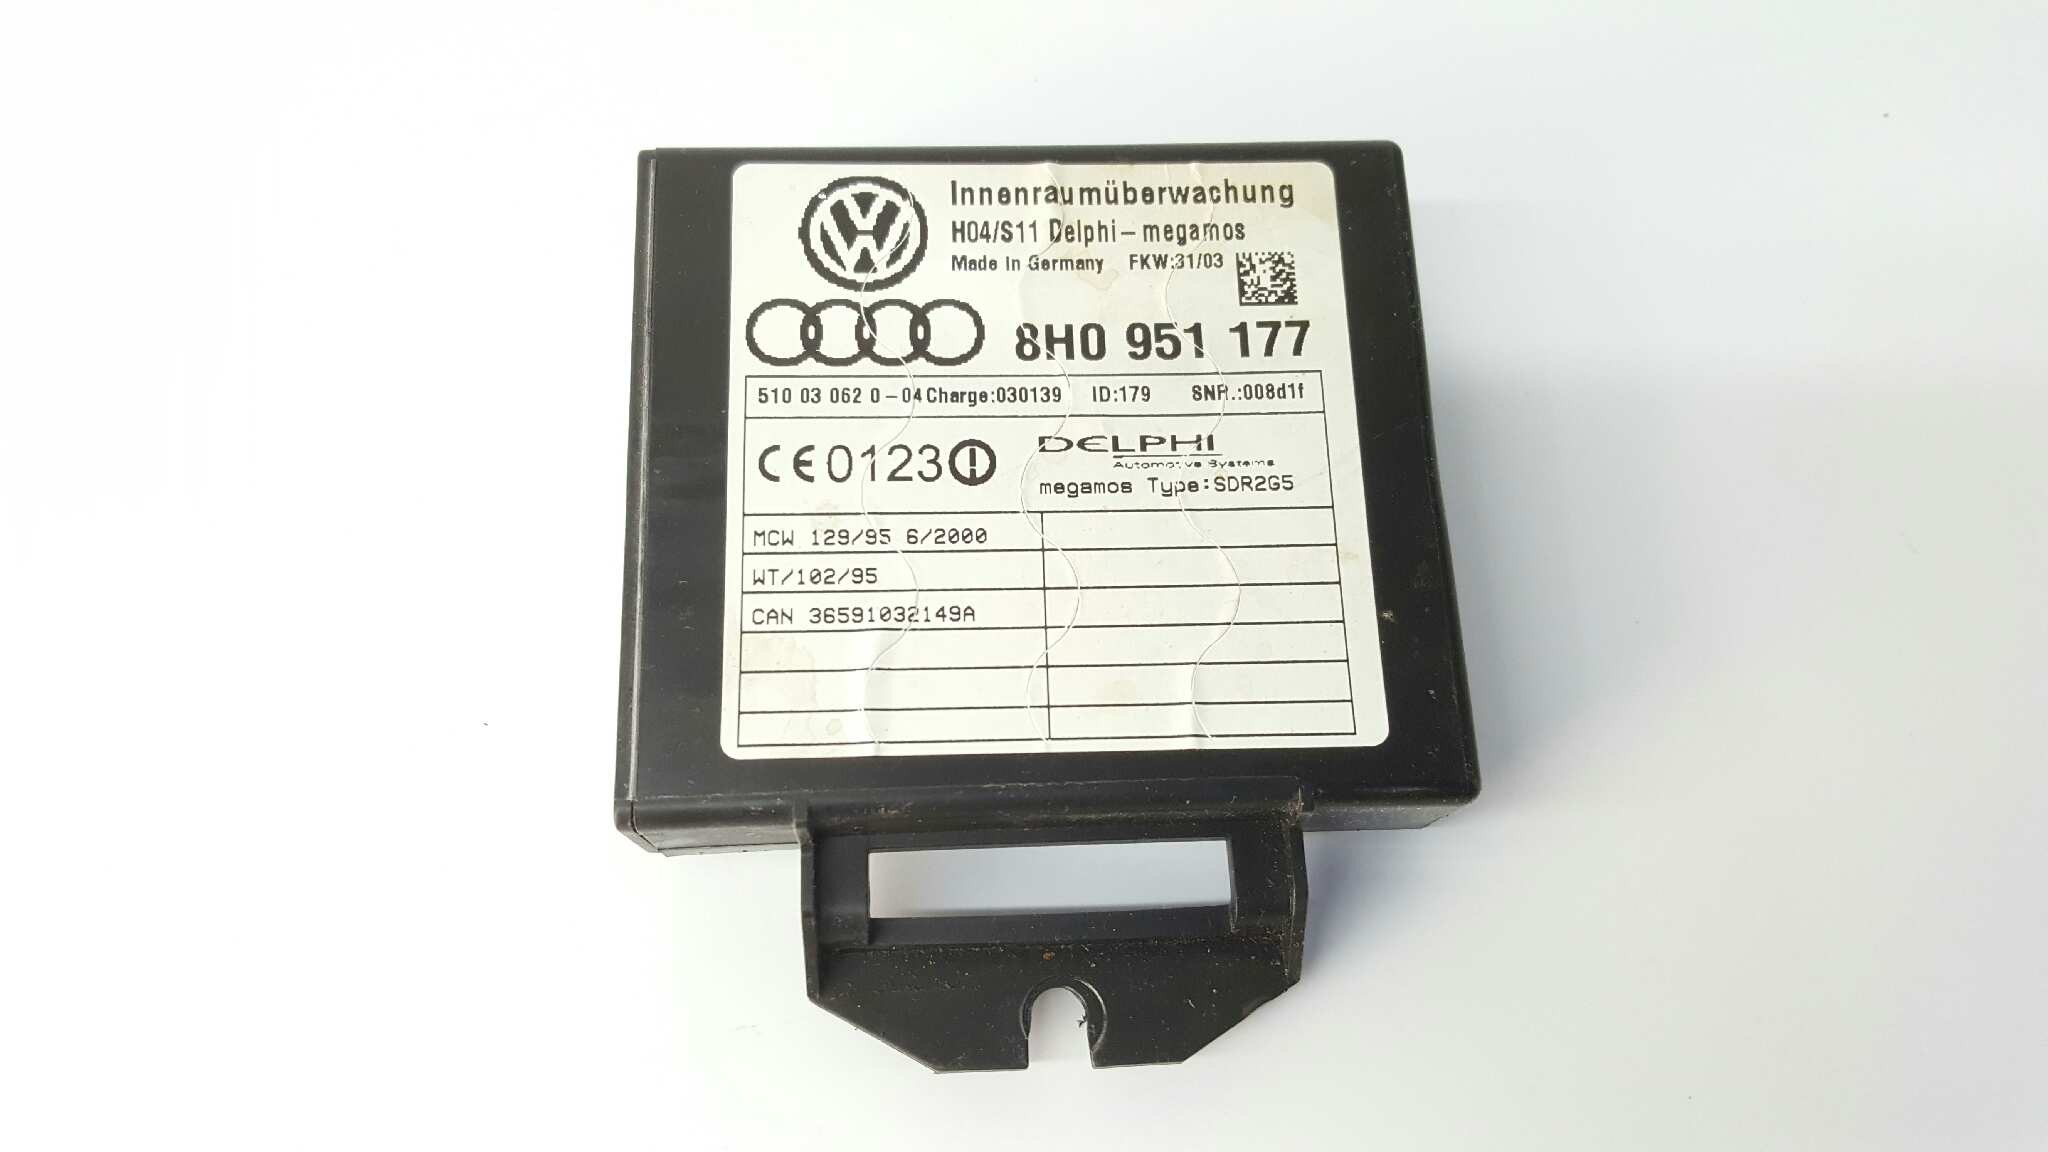 Innenraumüberwachung
H04/S11 Delphi - megamos
Made in Germany FKW:31/03
8H0 951 177
510 03 062 0-04 Charge:030139 ID:179 SNR.:008d1f
CE0123
DELPHI
Automotive Systems
megamos Type:SDR2G5
MCW 129/95 6/2000
WT/102/95
CAN 36591032149A